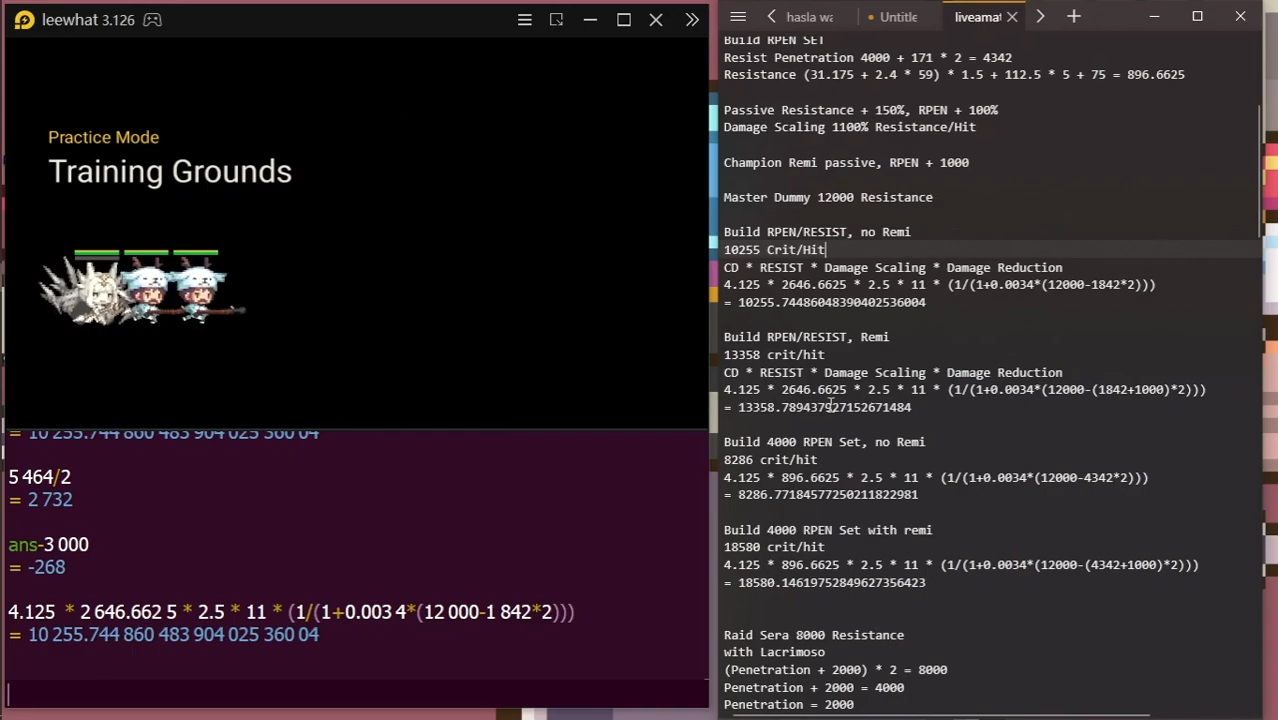 leewhat 3.126
Practice Mode
Training Grounds
= 10 255.744 860 483 904 025 360 04
5 464/2
= 2 732
ans-3 000
= -268
4.125 * 2 646.662 5 * 2.5 * 11 * (1/(1+0.003 4*(12 000-1 842*2)))
= 10 255.744 860 483 904 025 360 04
hasla wa
Untitle
liveamat
Build RPEN SET
Resist Penetration 4000 + 171 * 2 = 4342
Resistance (31.175 + 2.4 * 59) * 1.5 + 112.5 * 5 + 75 = 896.6625
Passive Resistance + 150%, RPEN + 100%
Damage Scaling 1100% Resistance/Hit
Champion Remi passive, RPEN + 1000
Master Dummy 12000 Resistance
Build RPEN/RESIST, no Remi
10255 Crit/Hit
CD * RESIST * Damage Scaling * Damage Reduction
4.125 * 2646.6625 * 2.5 * 11 * (1/(1+0.0034*(12000-1842*2)))
= 10255.74486048390402536004
Build RPEN/RESIST, Remi
13358 crit/hit
CD * RESIST * Damage Scaling * Damage Reduction
4.125 * 2646.6625 * 2.5 * 11 * (1/(1+0.0034*(12000-(1842+1000)*2)))
= 13358.78943792715267 1484
Build 4000 RPEN Set, no Remi
8286 crit/hit
4.125 * 896.6625 * 2.5 * 11 * (1/(1+0.0034*(12000-4342*2)))
= 8286.77184577250211822981
Build 4000 RPEN Set with remi
18580 crit/hit
4.125 * 896.6625 * 2.5 * 11 * (1/(1+0.0034*(12000-(4342+1000)*2)))
= 18580.14619752849627356423
Raid Sera 8000 Resistance
with Lacrimoso
(Penetration + 2000) * 2 = 8000
Penetration + 2000 = 4000
Penetration = 2000